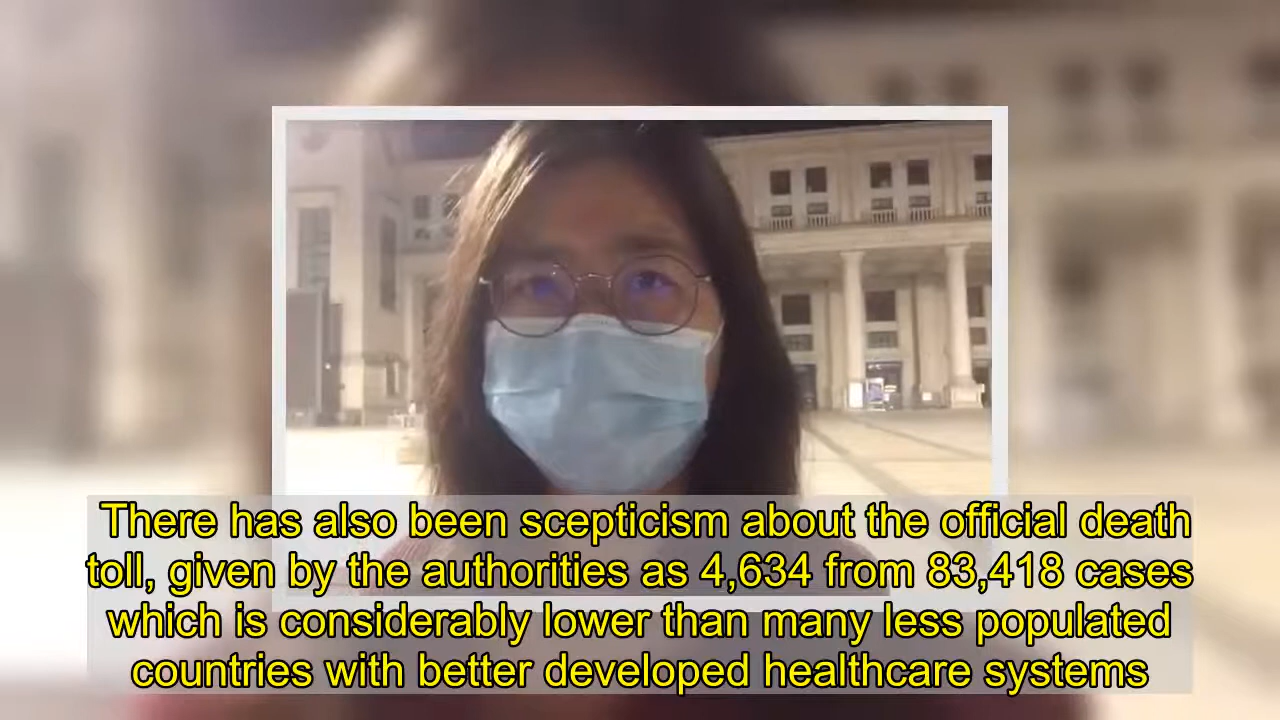 There has also been scepticism about the official death
toll, given by the authorities as 4,634 from 83,418 cases
which is considerably lower than many less populated
countries with better developed healthcare systems